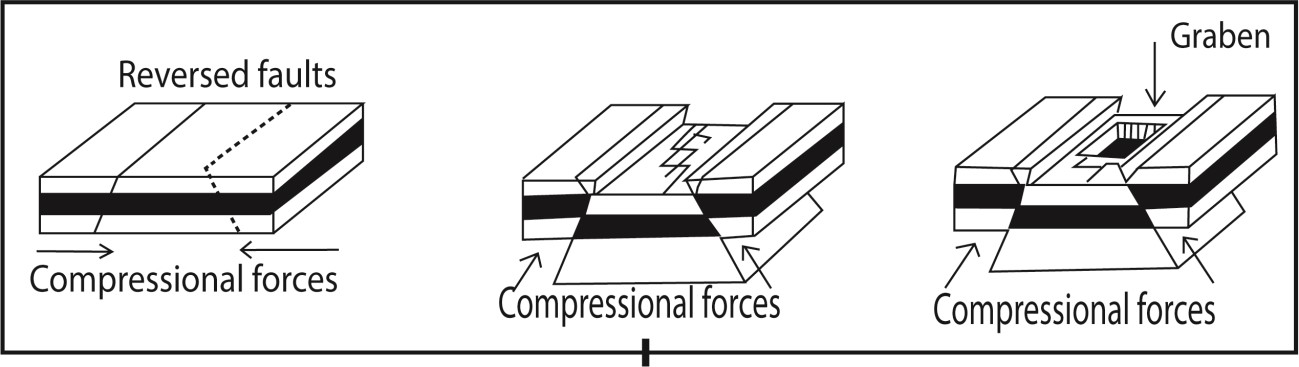 Reversed faults
Compressional forces
Compressional forces
Graben
Compressional forces